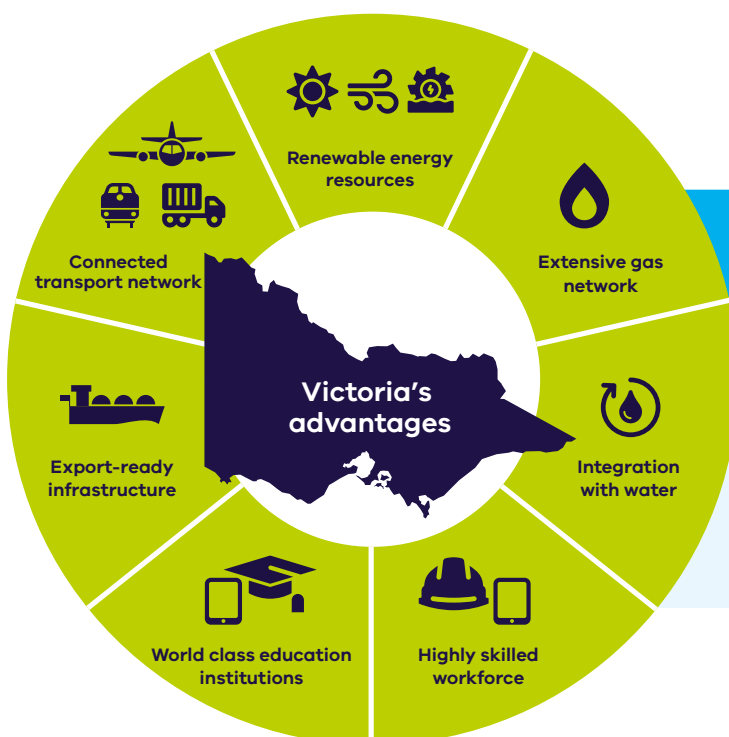 Renewable energy
resources
Extensive gas
network
Integration
with water
Highly skilled
workforce
World class education
institutions
Export-ready
infrastructure
Connected
transport network
Victoria's
advantages